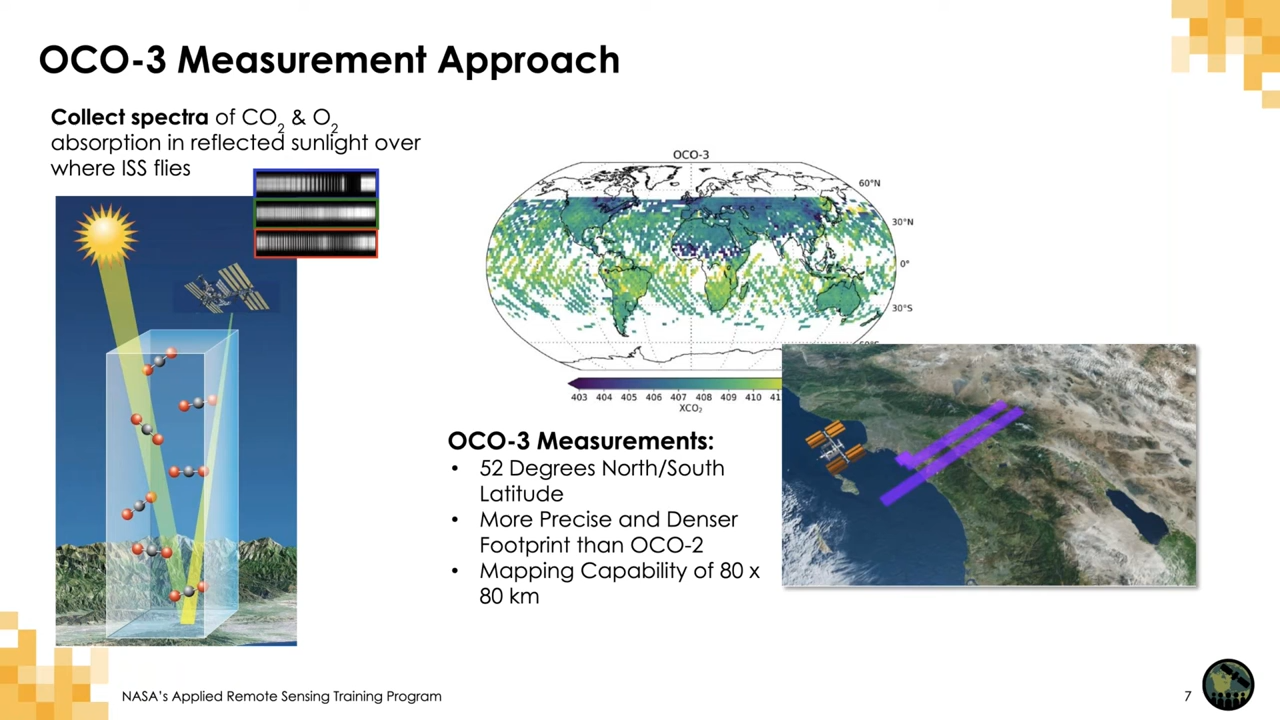 OCO-3 Measurement Approach
Collect spectra of CO2 & O2
absorption in reflected sunlight over
where ISS flies
OCO-3
60°N
30°N
0°
30°S
403 404 405 406 407 408 409 410
XCO2
OCO-3 Measurements:
• 52 Degrees North/South
Latitude
• More Precise and Denser
Footprint than OCO-2
• Mapping Capability of 80 x
80 km
NASA's Applied Remote Sensing Training Program
7